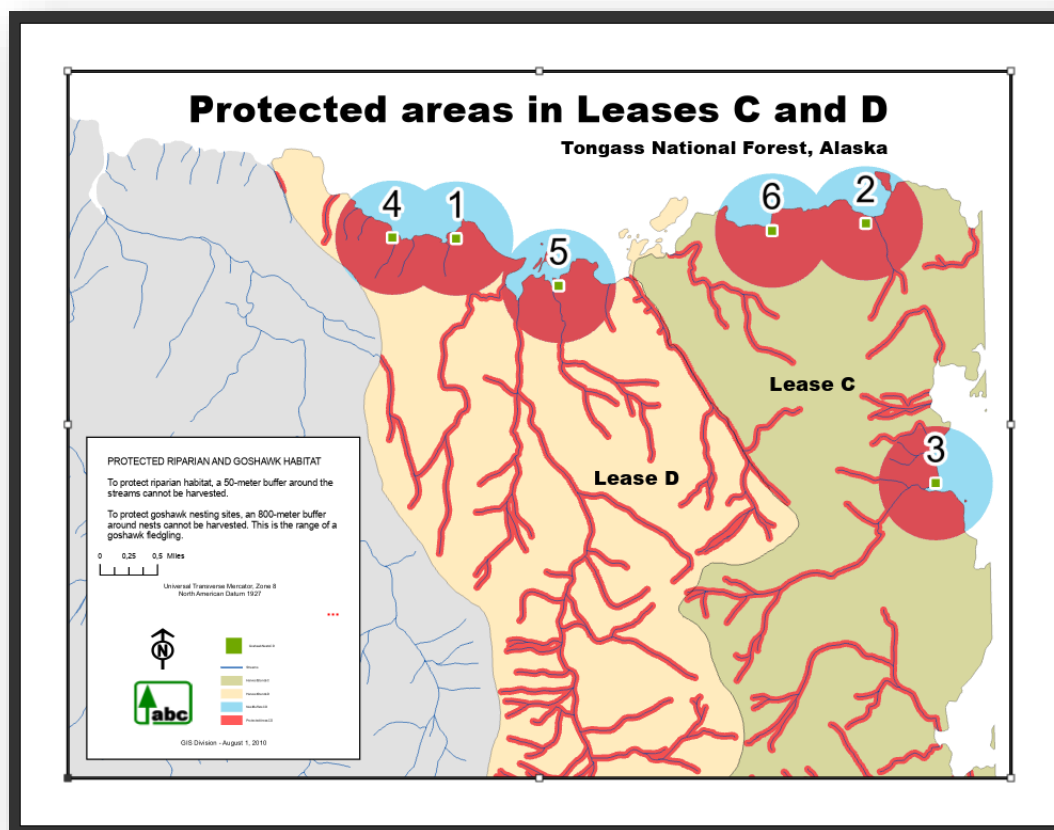 Protected areas in Leases C and D
Tongass National Forest, Alaska
4
1
5
6
2
Lease C
3
Lease D
PROTECTED RIPARIAN AND GOSHAWK HABITAT
To protect riparian habitat, a 50-meter buffer around the
streams cannot be harvested.
To protect goshawk nesting sites, an 800-meter buffer
around nests cannot be harvested. This is the range of a
goshawk fledgling.
0 0,25 0,5 Miles
Universal Transverse Mercator, Zone 8
North American Datum 1927
N
abc
GIS Division - August 1, 2010